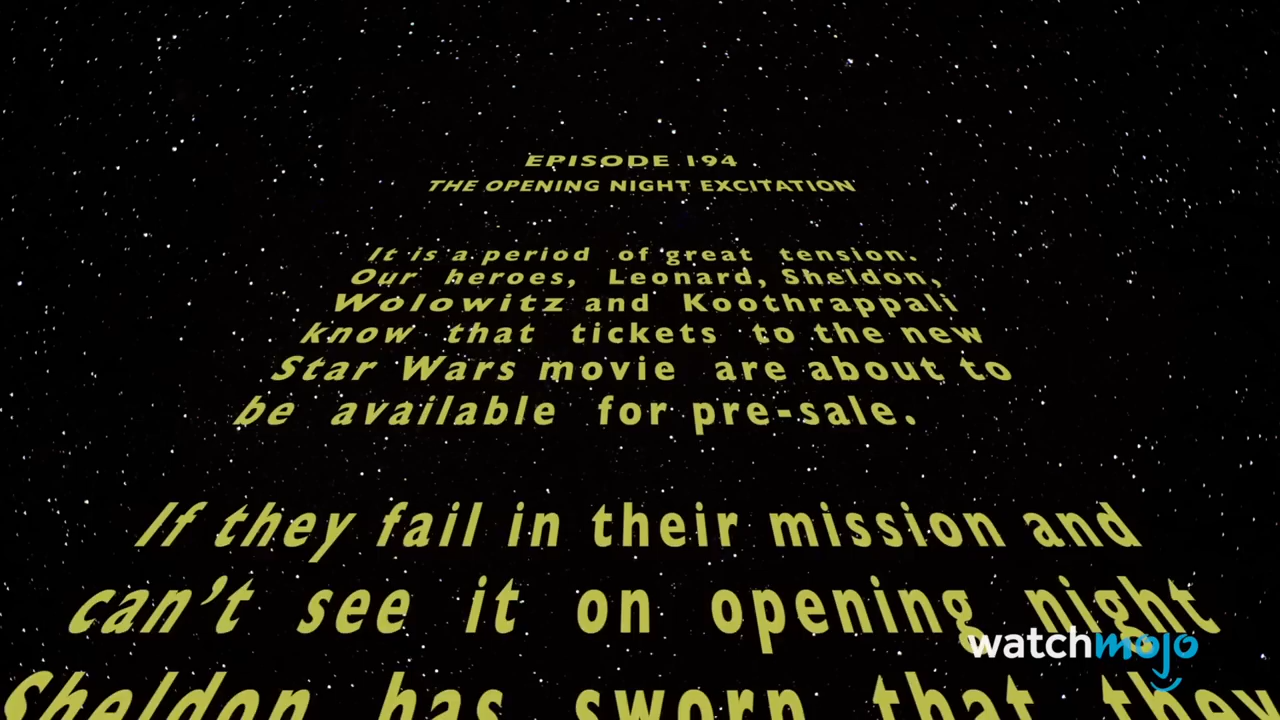 EPISODE 194
THE OPENING NIGHT EXCITATION
It is a period of great tension.
Our heroes, Leonard, Sheldon,
Wolowitz and Koothrappali
know that tickets to the new
Star Wars movie are about to
be available for pre-sale.
If they fail in their mission and
can't see it on opening night
Sheldon has sworn that they
watchmojo